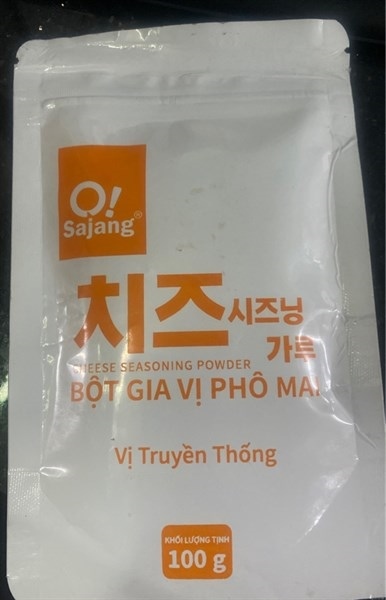 O!
Sajang®
치즈 시즈닝
가루
CHEESE SEASONING POWDER
BỘT GIA VỊ PHÔ MAI
Vị Truyền Thống
KHỐI LƯỢNG TỊNH
100 g